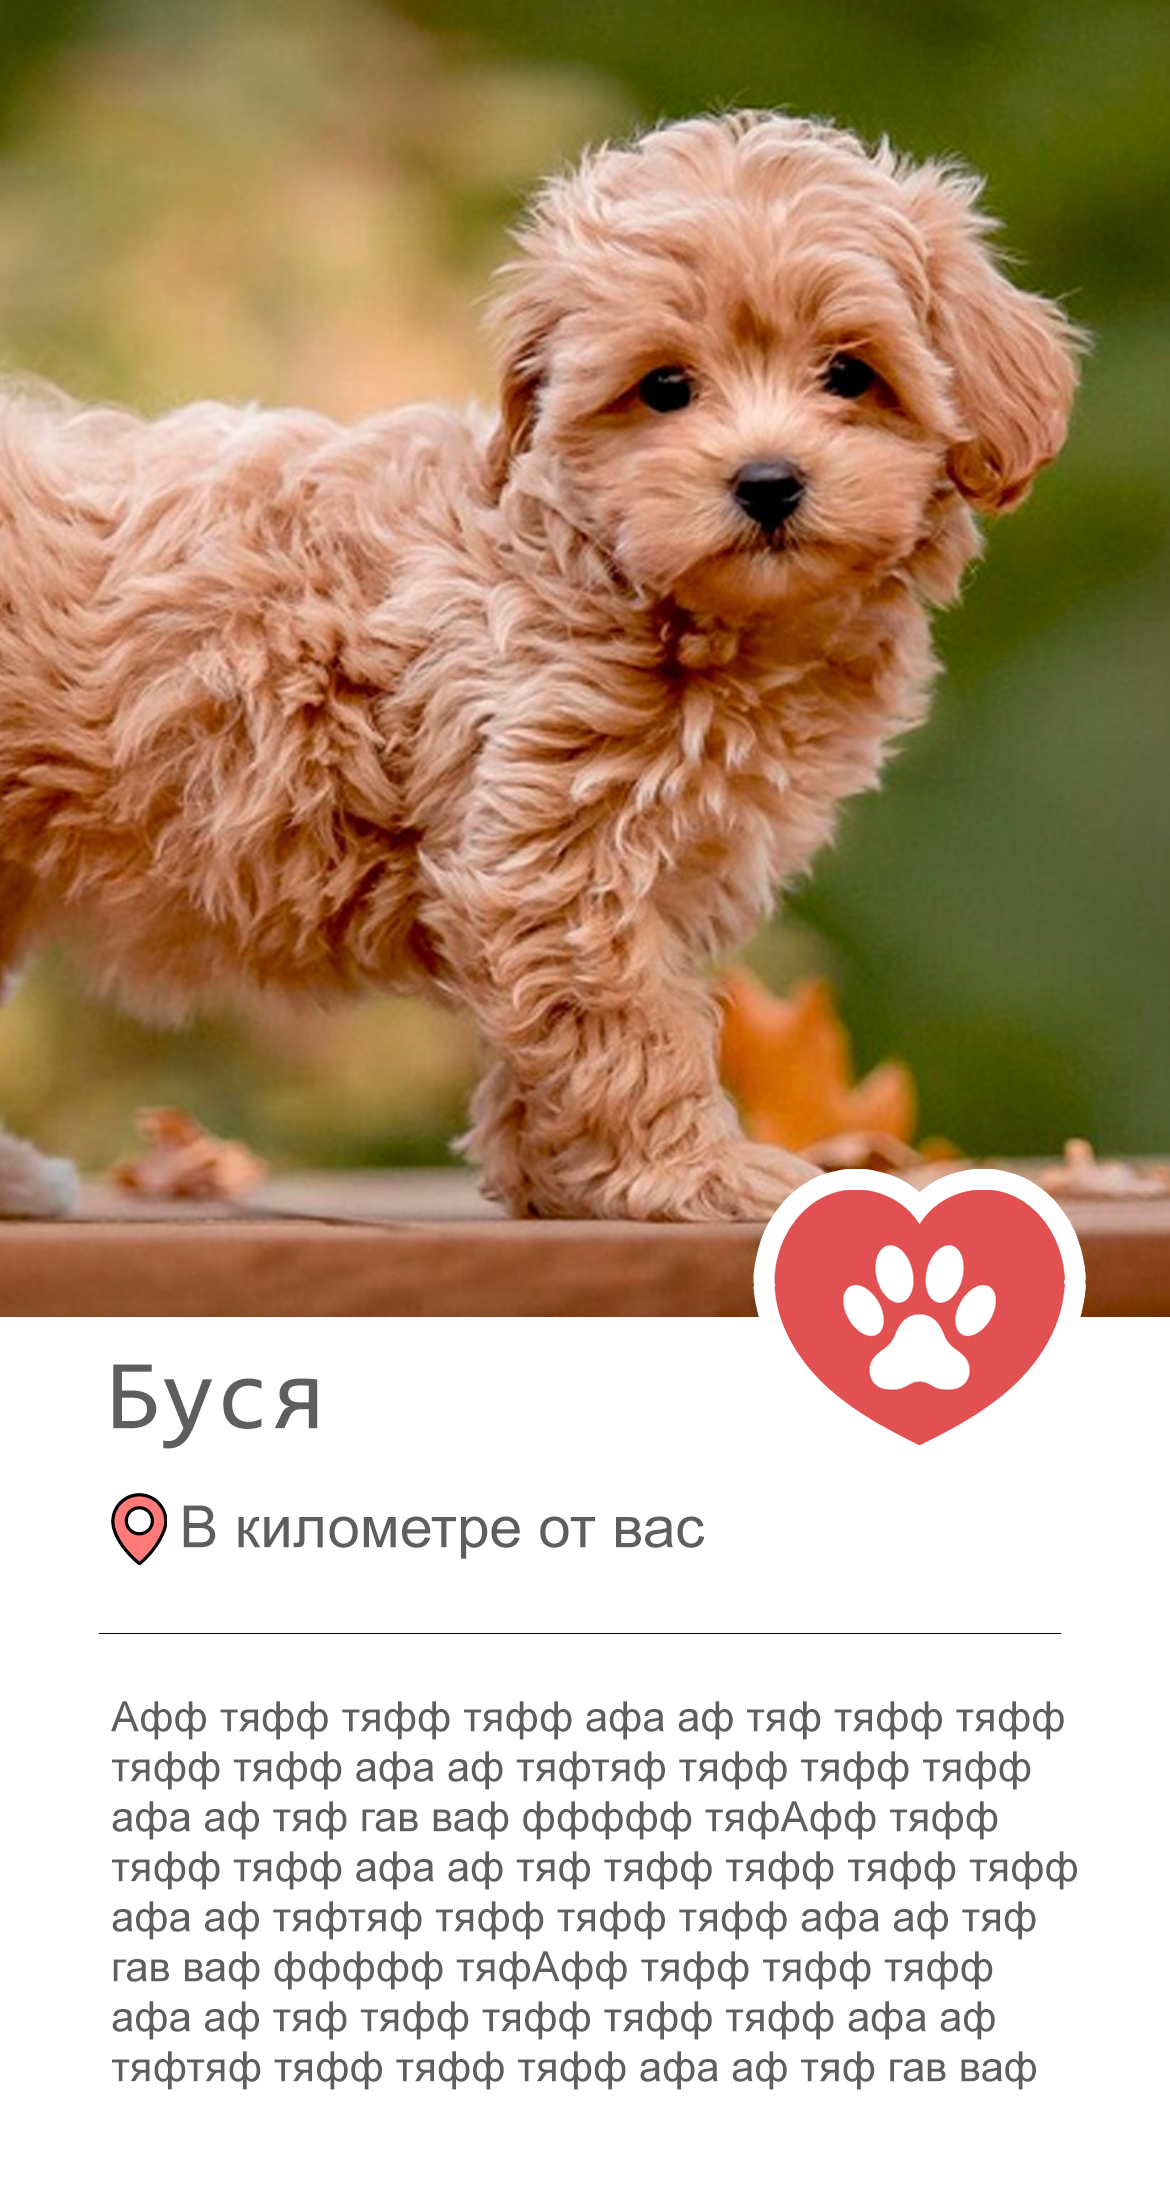 Буся
В километре от вас
Афф тяфф тяфф тяфф афа аф тяф тяфф тяфф
тяфф тяфф афа аф тяфтяф тяфф тяфф тяфф
афа аф тяф гав ваф ффффф тяфАфф тяфф
тяфф тяфф афа аф тяф тяфф тяфф тяфф тяфф
афа аф тяфтяф тяфф тяфф тяфф афа аф тяф
гав ваф ффффф тяфАфф тяфф тяфф тяфф
афа аф тяф тяфф тяфф тяфф тяфф афа аф
тяфтяф тяфф тяфф тяфф афа аф тяф гав ваф